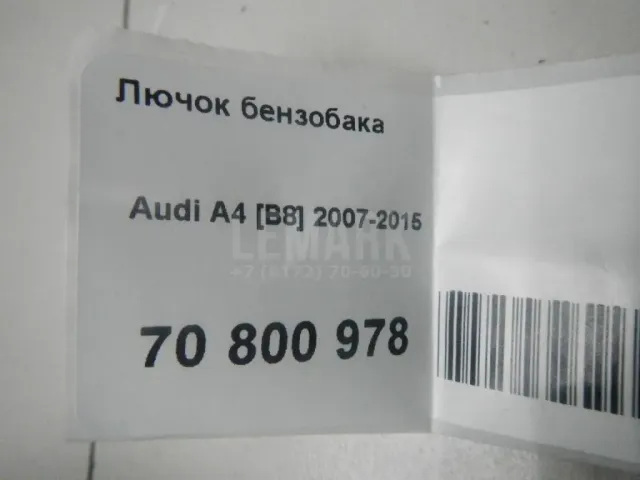 Лючок бензобака
Audi A4 [B8] 2007-2015
LEMARK
70 800 978